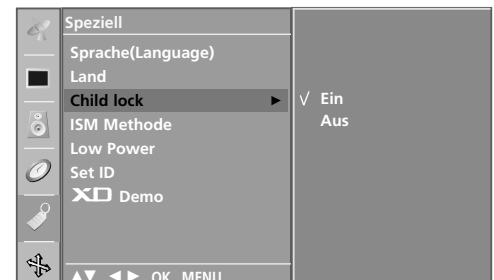 Speziell
Sprache(Language)
Land
Child lock ►
ISM Methode
Low Power
Set ID
XD Demo
√ Ein
Aus
▲▼ ◄► OK MENU